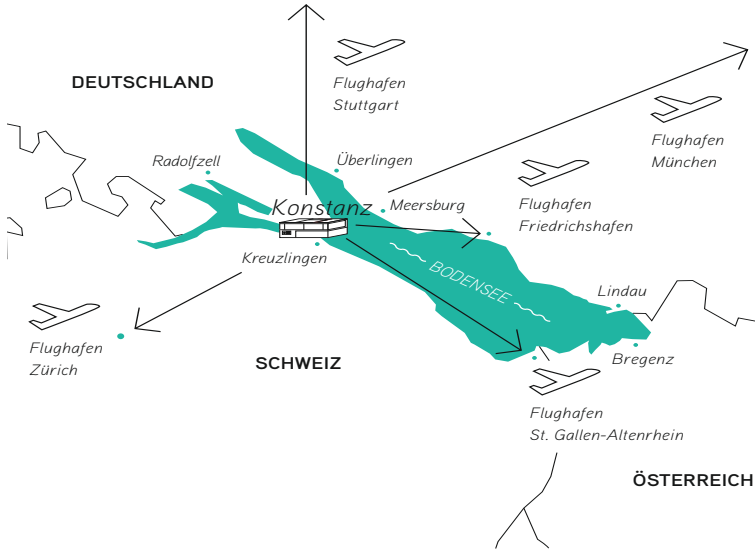 DEUTSCHLAND
Flughafen
Stuttgart
Flughafen
München
Radolfzell
Überlingen
Flughafen
Friedrichshafen
Konstanz
Meersburg
Kreuzlingen
BODENSEE
Lindau
Flughafen
Zürich
SCHWEIZ
Bregenz
Flughafen
St. Gallen-Altenrhein
ÖSTERREICH